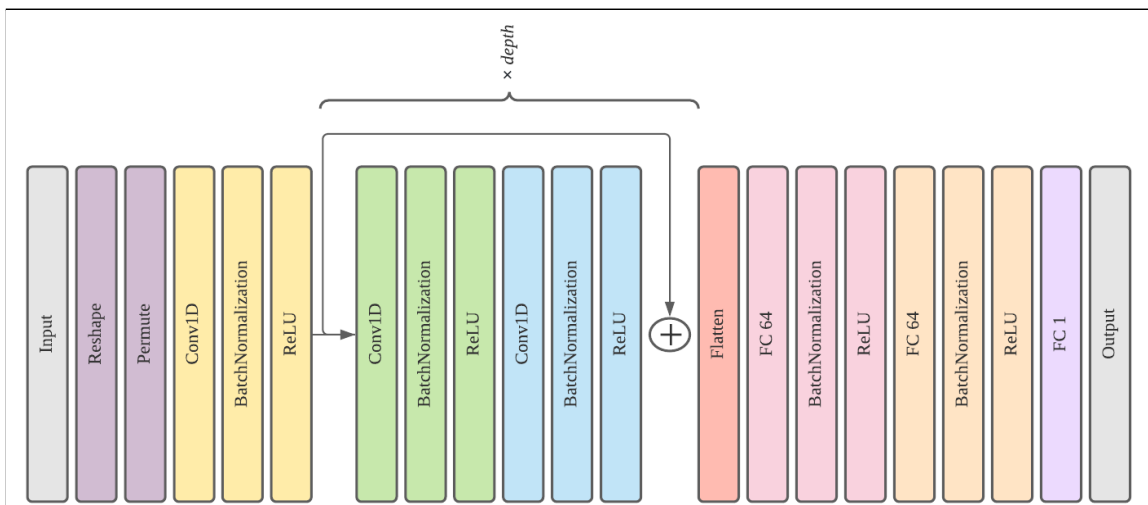 × depth
Input
Reshape
Permute
Conv1D
BatchNormalization
ReLU
Conv1D
BatchNormalization
ReLU
Conv1D
BatchNormalization
ReLU
Flatten
FC 64
BatchNormalization
ReLU
FC 64
BatchNormalization
ReLU
FC 1
Output